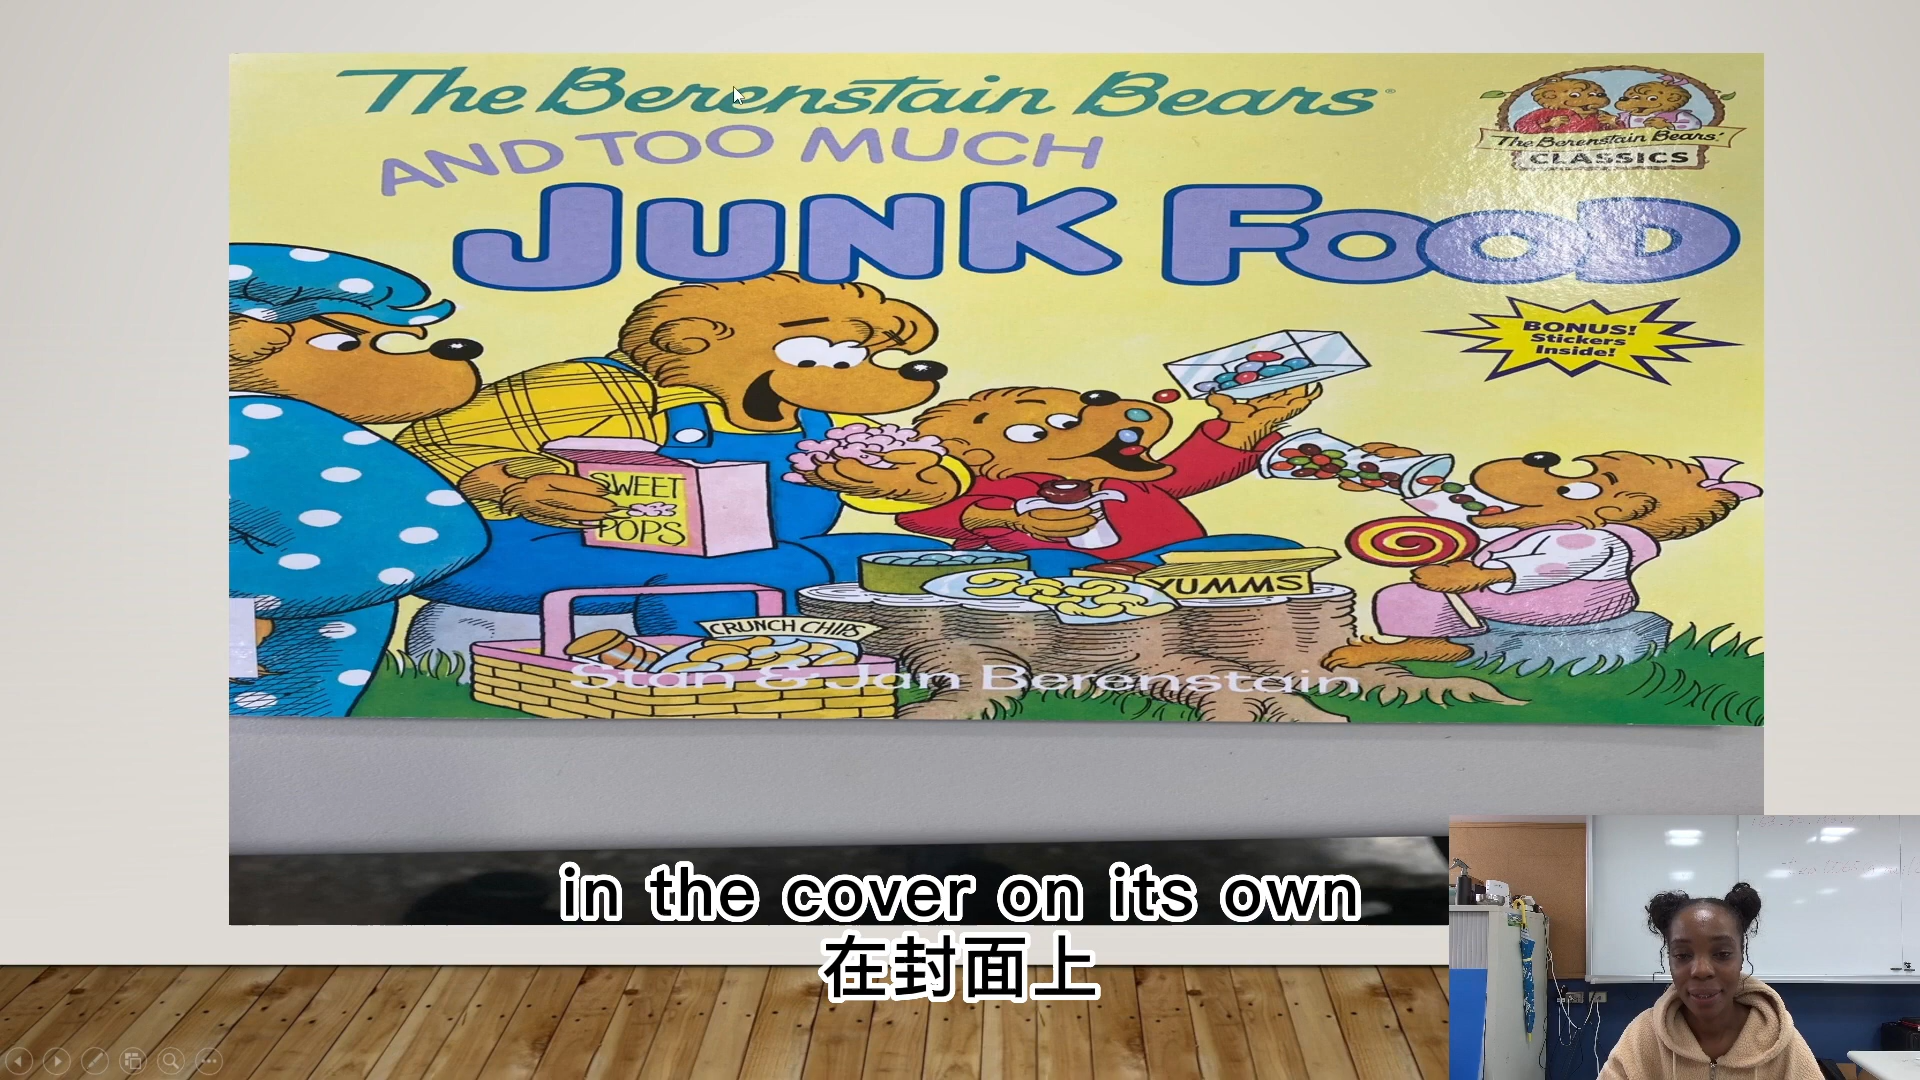 The Berenstain Bears®
AND TOO MUCH
JUNK FOOD
The Berenstain Bears'
CLASSICS
BONUS!
Stickers
Inside!
SWEET
POPS
YUMMS
CRUNCH CHIPS
Stan & Jan Berenstain
in the cover on its own
在封面上